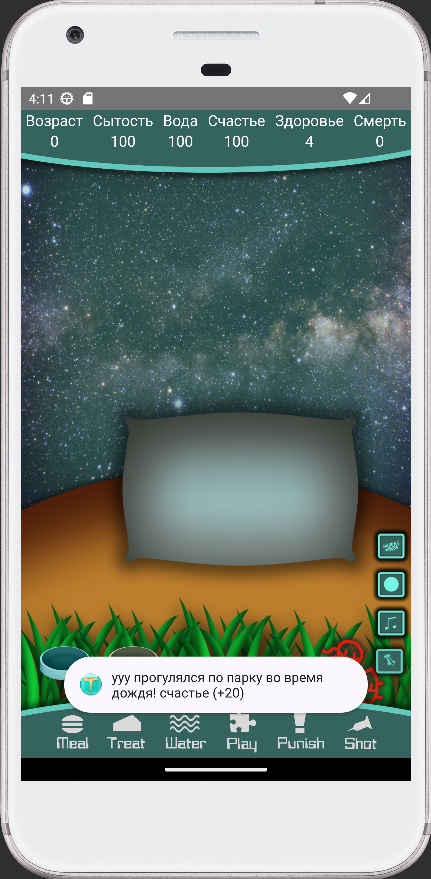 4:11
Возраст Сытость Вода Счастье Здоровье Смерть
0 100 100 100 4 0
ууу прогулялся по парку во время
дождя! счастье (+20)
Meal Treat Water Play Punish Shot